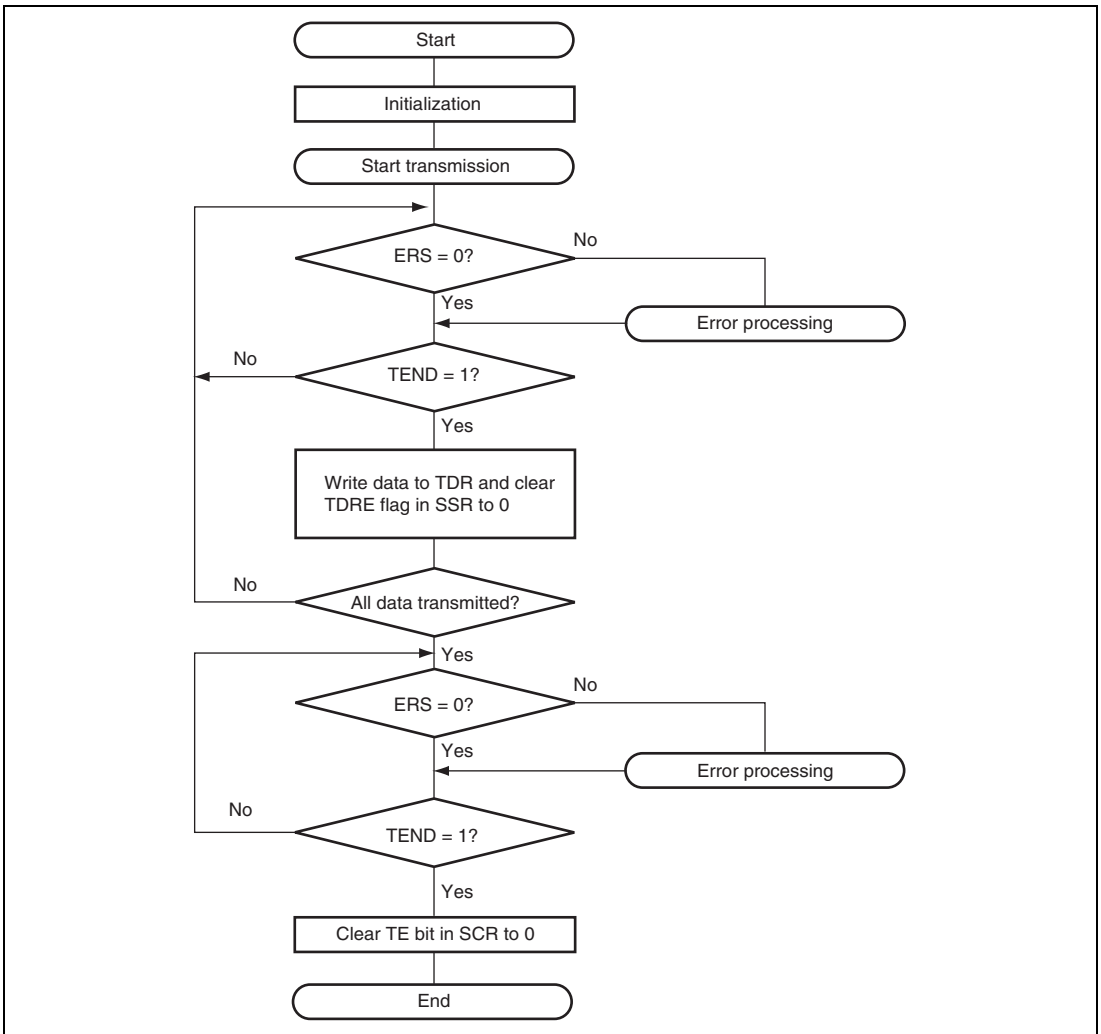 Start
Initialization
Start transmission
ERS = 0?
No
Yes
Error processing
No
TEND = 1?
Yes
Write data to TDR and clear
TDRE flag in SSR to 0
No
All data transmitted?
Yes
ERS = 0?
No
Yes
Error processing
No
TEND = 1?
Yes
Clear TE bit in SCR to 0
End